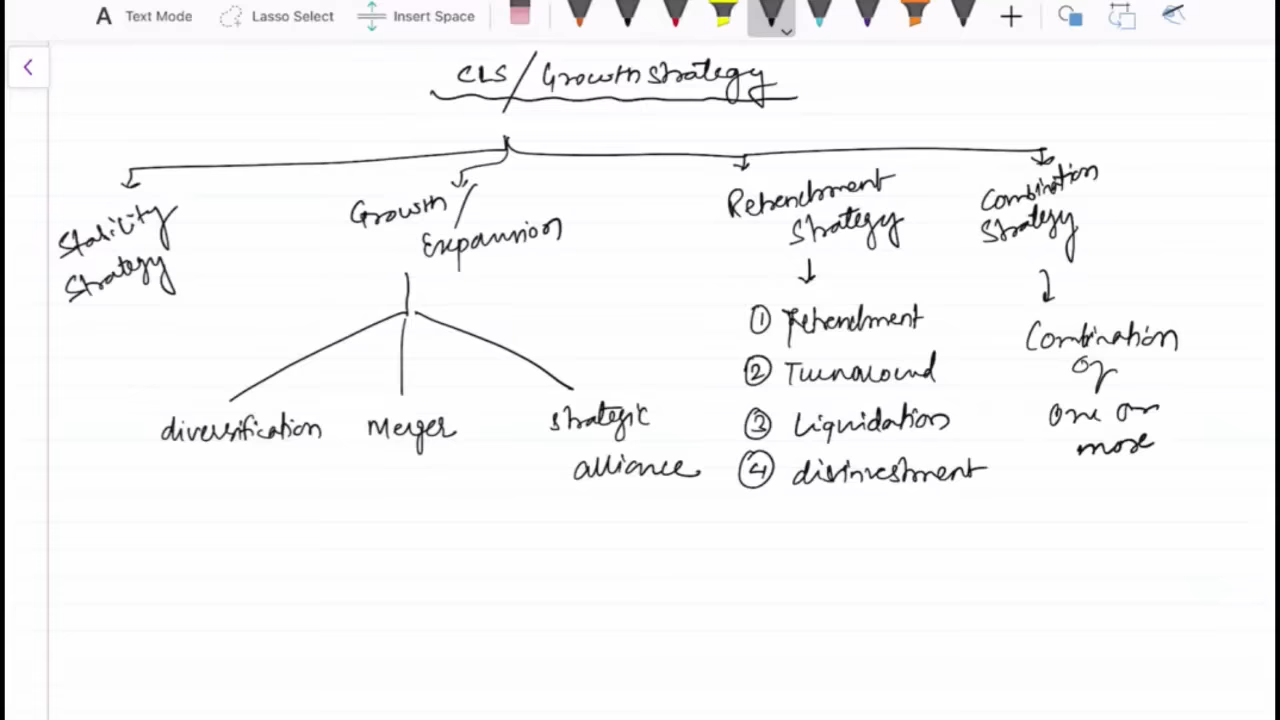 Text Mode
Lasso Select
Insert Space
CLS / Growth strategy
Stability
Strategy
Growth /
Expansion
Retrenchment
Strategy
Combination
Strategy
diversification
Merger
strategic
alliance
① Retrenchment
② Turnaround
③ Liquidation
④ disinvestment
Combination
of
one or
more